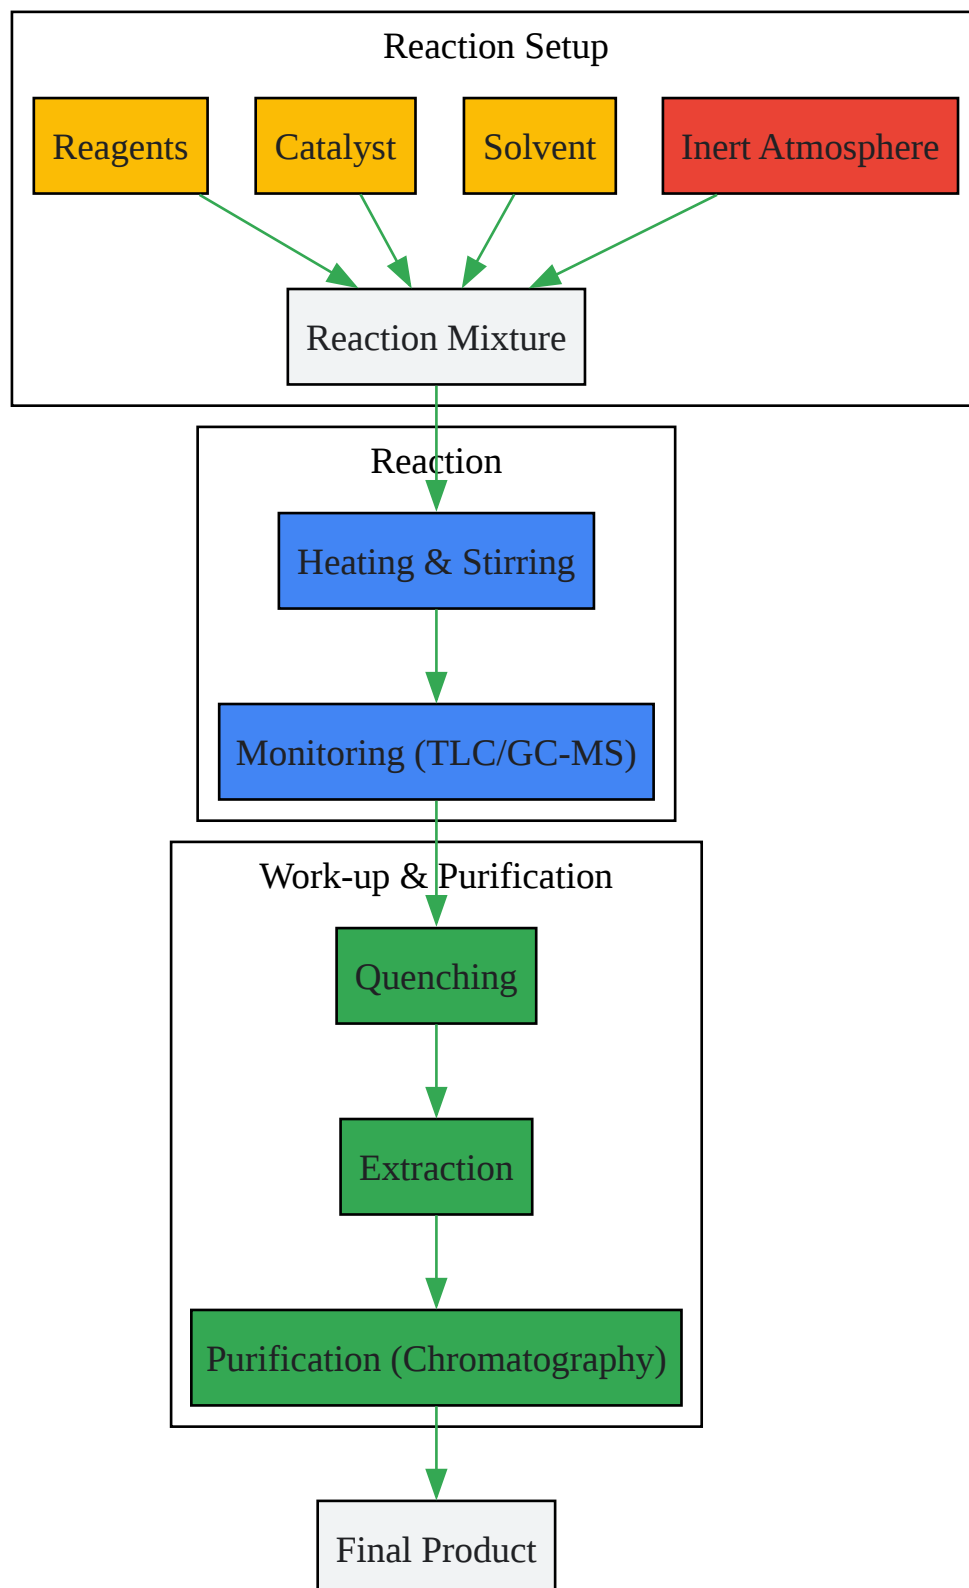 Reaction Setup
Reagents
Catalyst
Solvent
Inert Atmosphere
Reaction Mixture
Reaction
Heating & Stirring
Monitoring (TLC/GC-MS)
Work-up & Purification
Quenching
Extraction
Purification (Chromatography)
Final Product